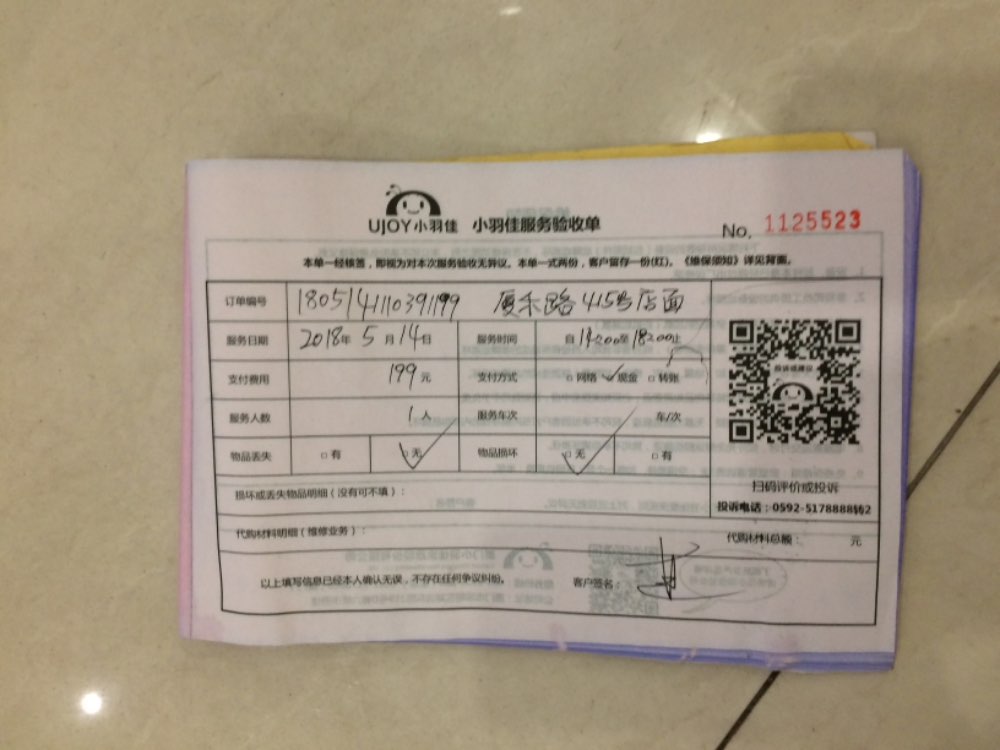 UJOY小羽佳 小羽佳服务验收单
No. 1125523
本单一经核签，即视为对本次服务验收无异议。本单一式两份，客户留存一份(红)。《维保须知》详见背面。
订单编号 180514110391199 厦禾路415号店面
服务日期 2018年5月14日 服务时间 自 至18:00止
支付费用 199元 支付方式 □网络 ✓现金 □转账
服务人数 1人 服务车次 车/次
物品丢失 □有 □无 物品损坏 □无 □有
投诉或建议
扫码评价或投诉
投诉电话：0592-5178888转2
损坏或丢失物品明细（没有可不填）：
代购材料明细（维修业务）： 代购材料总额： 元
以上填写信息已经本人确认无误，不存在任何争议纠纷。 客户签名：